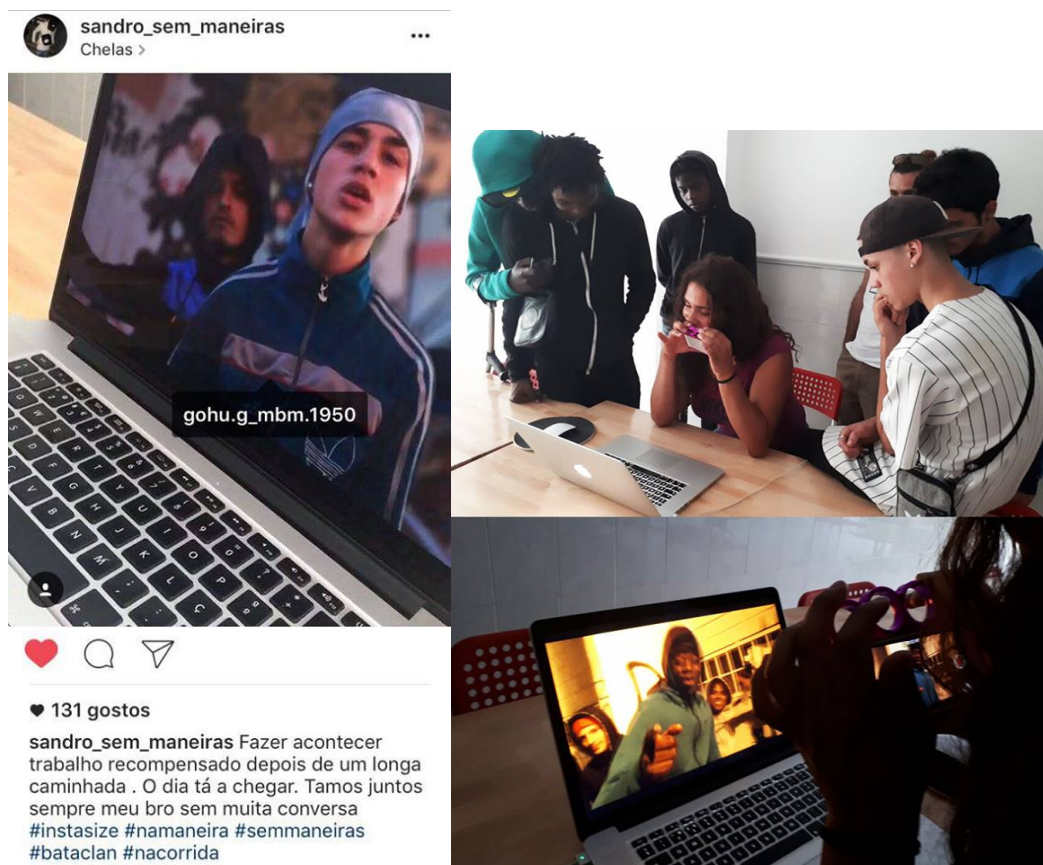 sandro_sem_maneiras
Chelas >
gohu.g_mbm.1950
131 gostos
sandro_sem_maneiras Fazer acontecer
trabalho recompensado depois de um longa
caminhada . O dia tá a chegar. Tamos juntos
sempre meu bro sem muita conversa
#instasize #namaneira #semmaneiras
#bataclan #nacorrida